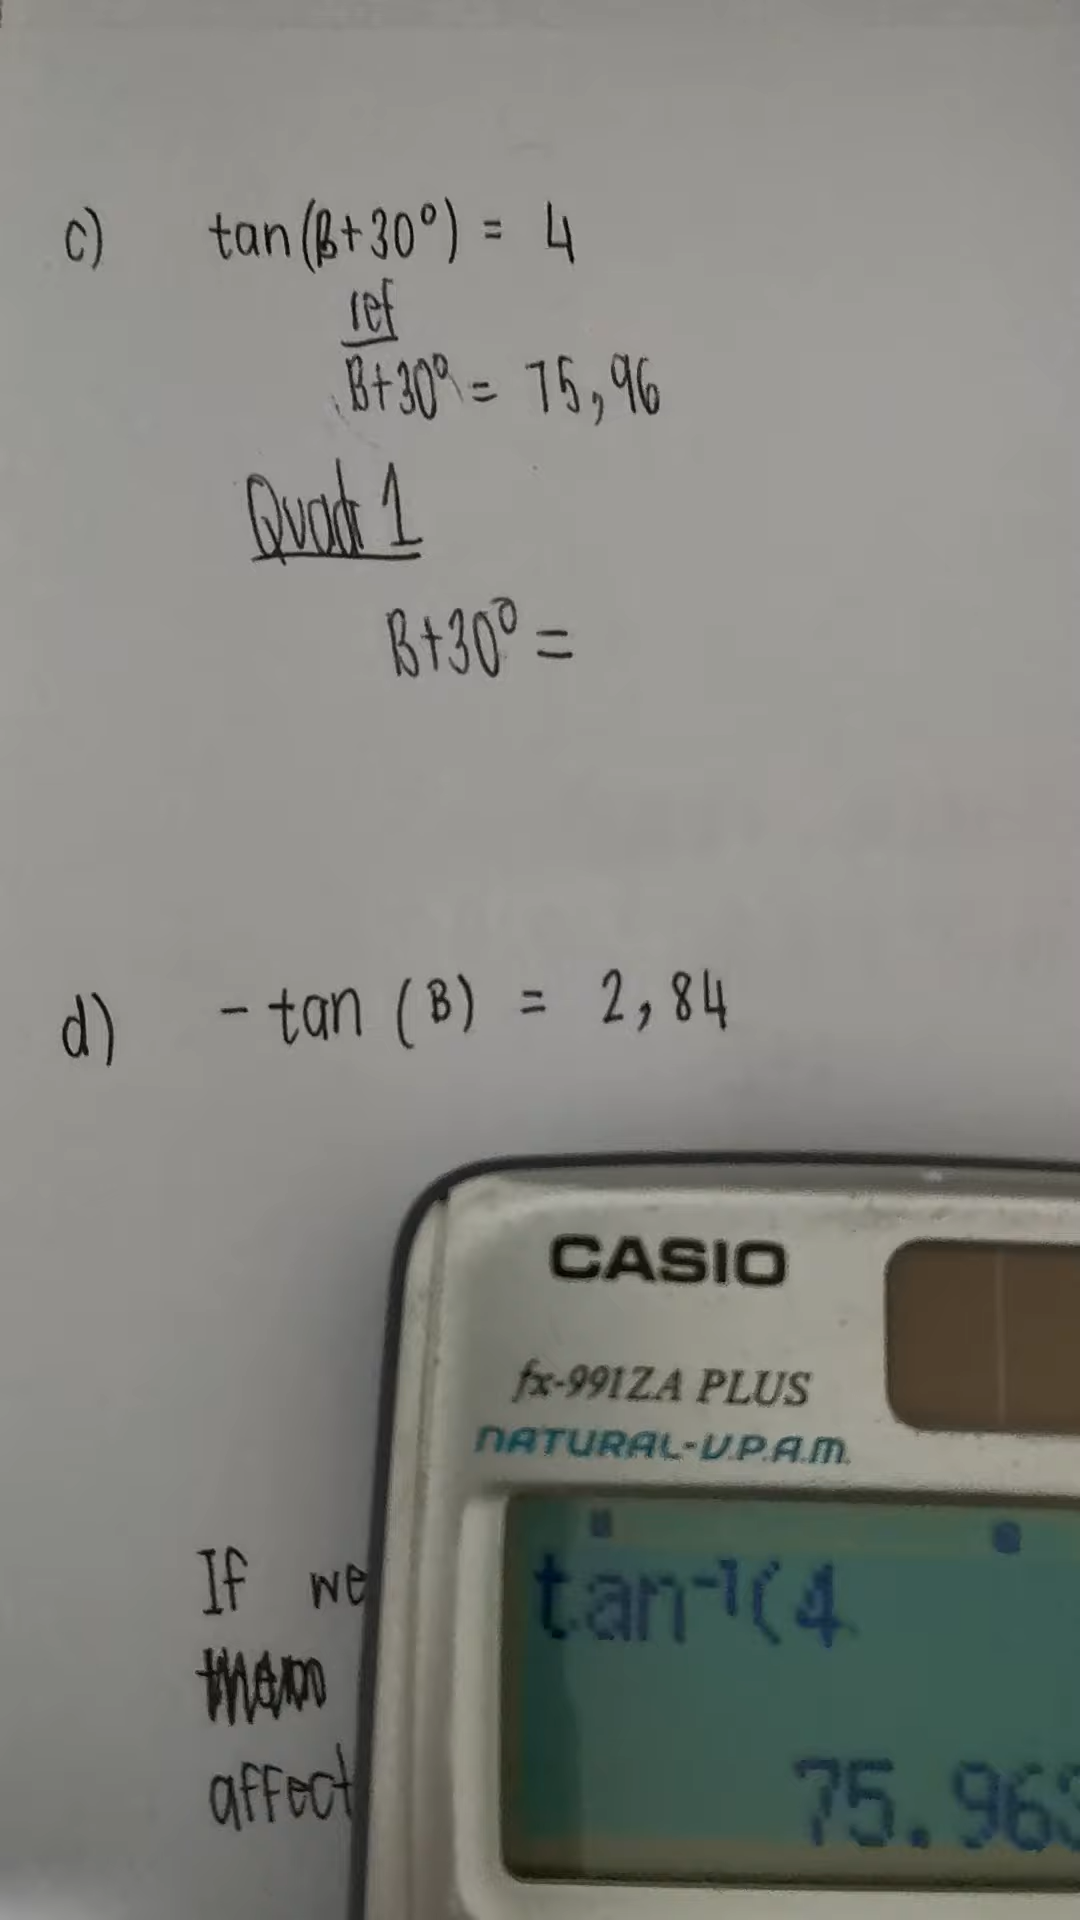 c) tan(B+30°) = 4
ref
B+30° = 75,96
Quad 1
B+30° =
d) -tan (B) = 2,84
CASIO
fx-991ZA PLUS
NATURAL-V.P.A.M.
If we
tan⁻¹(4
affect
75.963